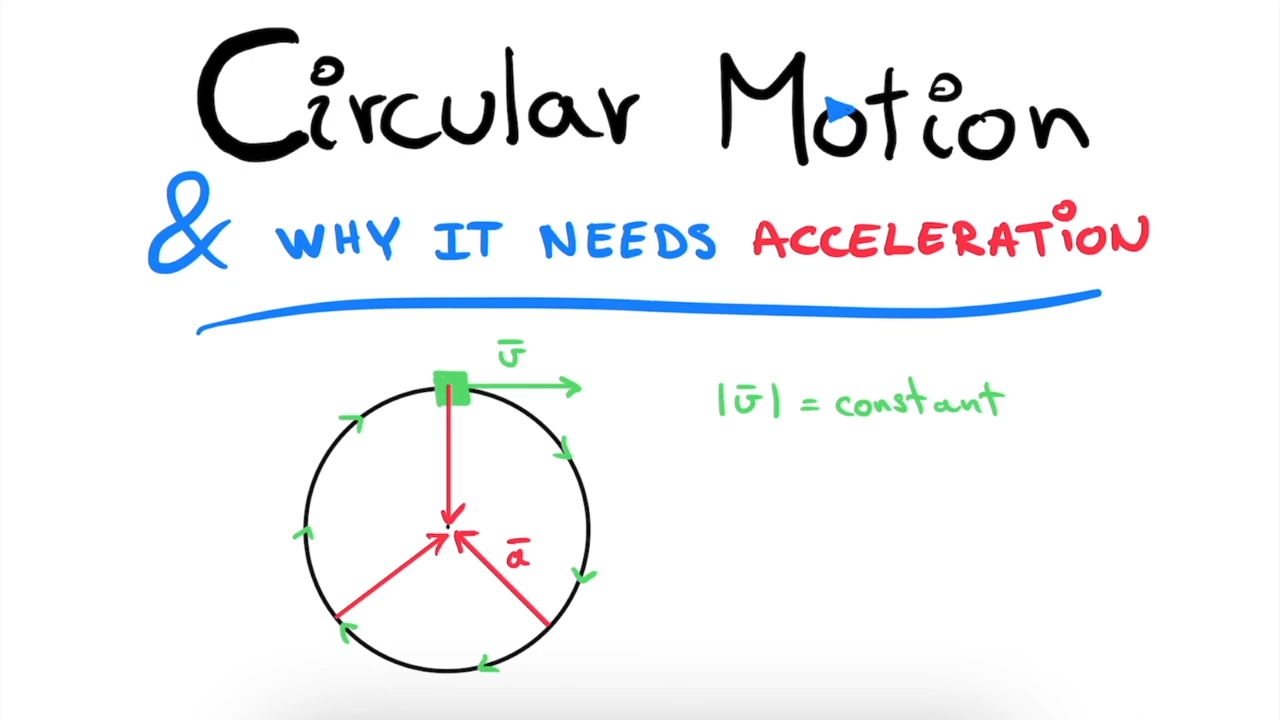 Circular Motion
& WHY IT NEEDS ACCELERATiON
v̄
|v̄| = constant
ā